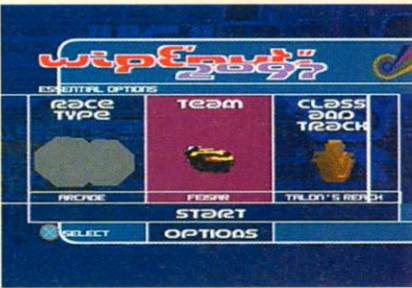 wipEout"
2097
ESSENTIAL OPTIONS
RACE TYPE
TEAM
CLASS AND TRACK
ARCADE
FEISAR
TALON'S REACH
START
SELECT
OPTIONS